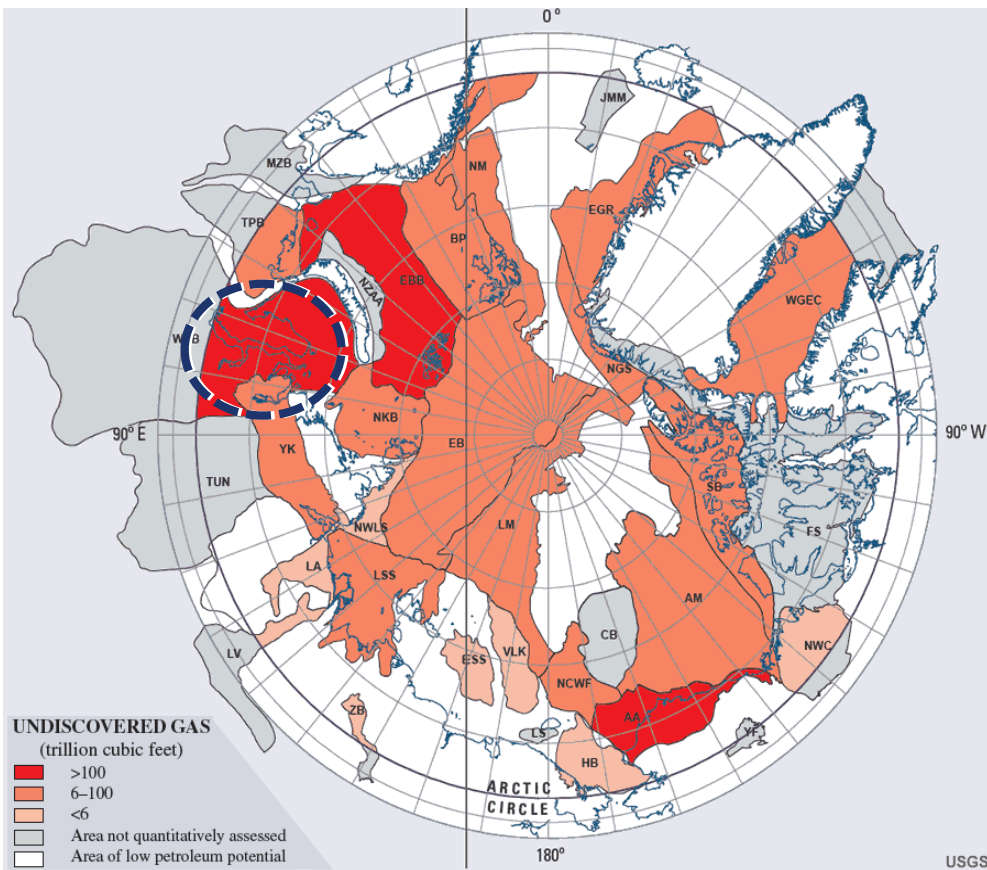 0°
JMM
MZB
NM
TPB
EGR
BP
EBB
NZAA
WGEC
NGS
NKB
90° E
EB
90° W
YK
TUN
SB
NWLS
LM
FS
LA
LSS
AM
CB
NWC
LV
VLK
ESS
NCWF
ZB
AA
LS
YF
HB
UNDISCOVERED GAS
(trillion cubic feet)
>100
6–100
<6
Area not quantitatively assessed
Area of low petroleum potential
ARCTIC
CIRCLE
180°
USGS